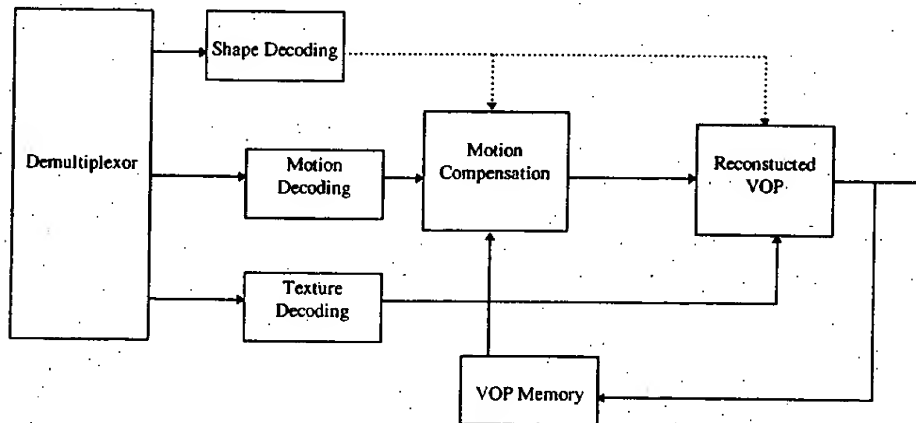 Shape Decoding
Demultiplexor
Motion
Decoding
Motion
Compensation
Reconstucted
VOP
Texture
Decoding
VOP Memory